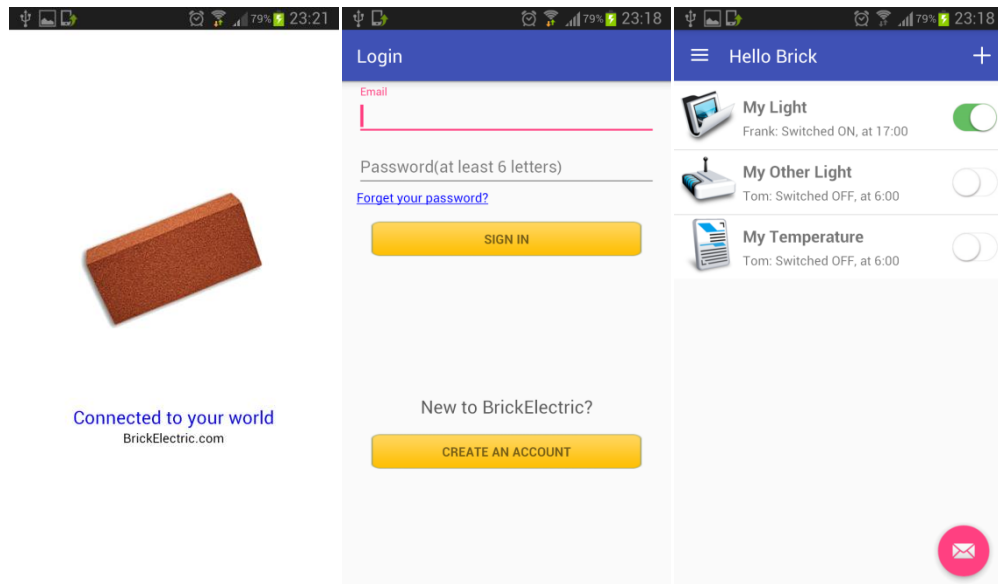 79% 23:21
Connected to your world
BrickElectric.com
79% 23:18
Login
Email
Password(at least 6 letters)
Forget your password?
SIGN IN
New to BrickElectric?
CREATE AN ACCOUNT
79% 23:18
Hello Brick
My Light
Frank: Switched ON, at 17:00
My Other Light
Tom: Switched OFF, at 6:00
My Temperature
Tom: Switched OFF, at 6:00